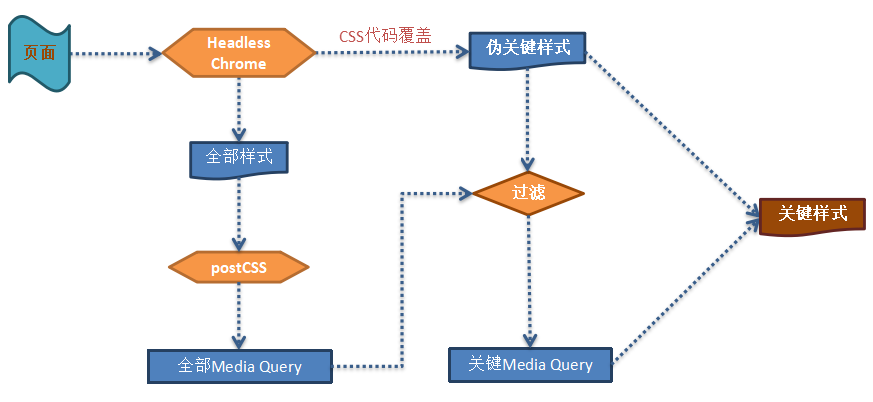 页面
Headless
Chrome
CSS代码覆盖
伪关键样式
全部样式
过滤
关键样式
postCSS
全部Media Query
关键Media Query